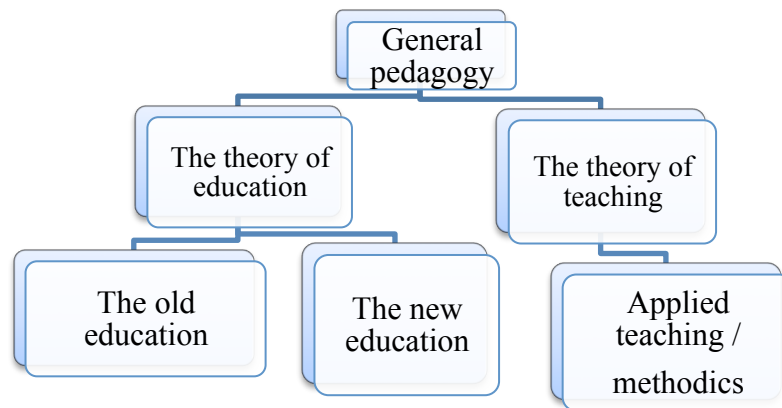 General
pedagogy
The theory of
education
The theory of
teaching
The old
education
The new
education
Applied
teaching /
methodics